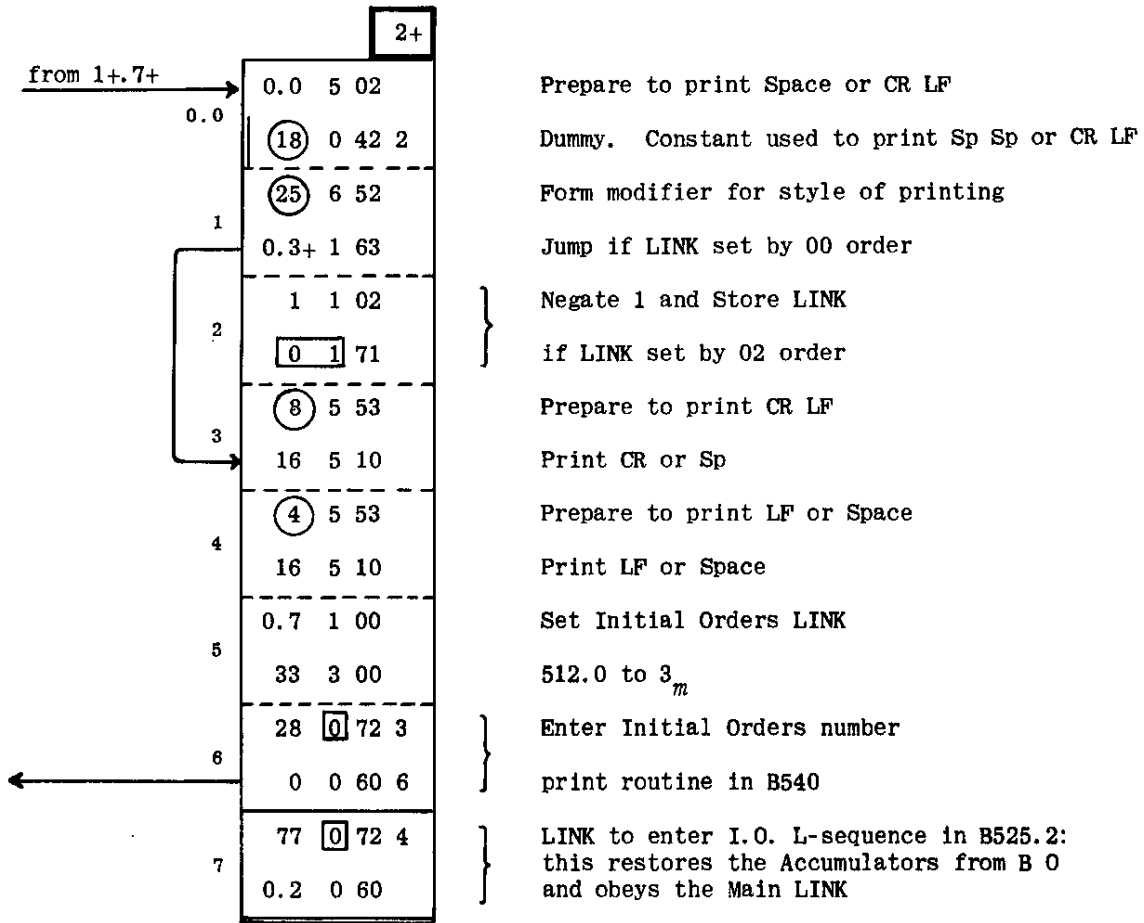 2+
from 1+.7+
0.0 5 02 Prepare to print Space or CR LF
0.0
18 0 42 2 Dummy. Constant used to print Sp Sp or CR LF
25 6 52 Form modifier for style of printing
1
0.3+ 1 63 Jump if LINK set by 00 order
1 1 02 } Negate 1 and Store LINK
2
0 1 71 if LINK set by 02 order
8 5 53 Prepare to print CR LF
3
16 5 10 Print CR or Sp
4 5 53 Prepare to print LF or Space
4
16 5 10 Print LF or Space
0.7 1 00 Set Initial Orders LINK
5
33 3 00 512.0 to 3m
28 0 72 3 } Enter Initial Orders number
6
0 0 60 6 print routine in B540
77 0 72 4 } LINK to enter I.O. L-sequence in B525.2:
7 this restores the Accumulators from B 0
0.2 0 60 and obeys the Main LINK